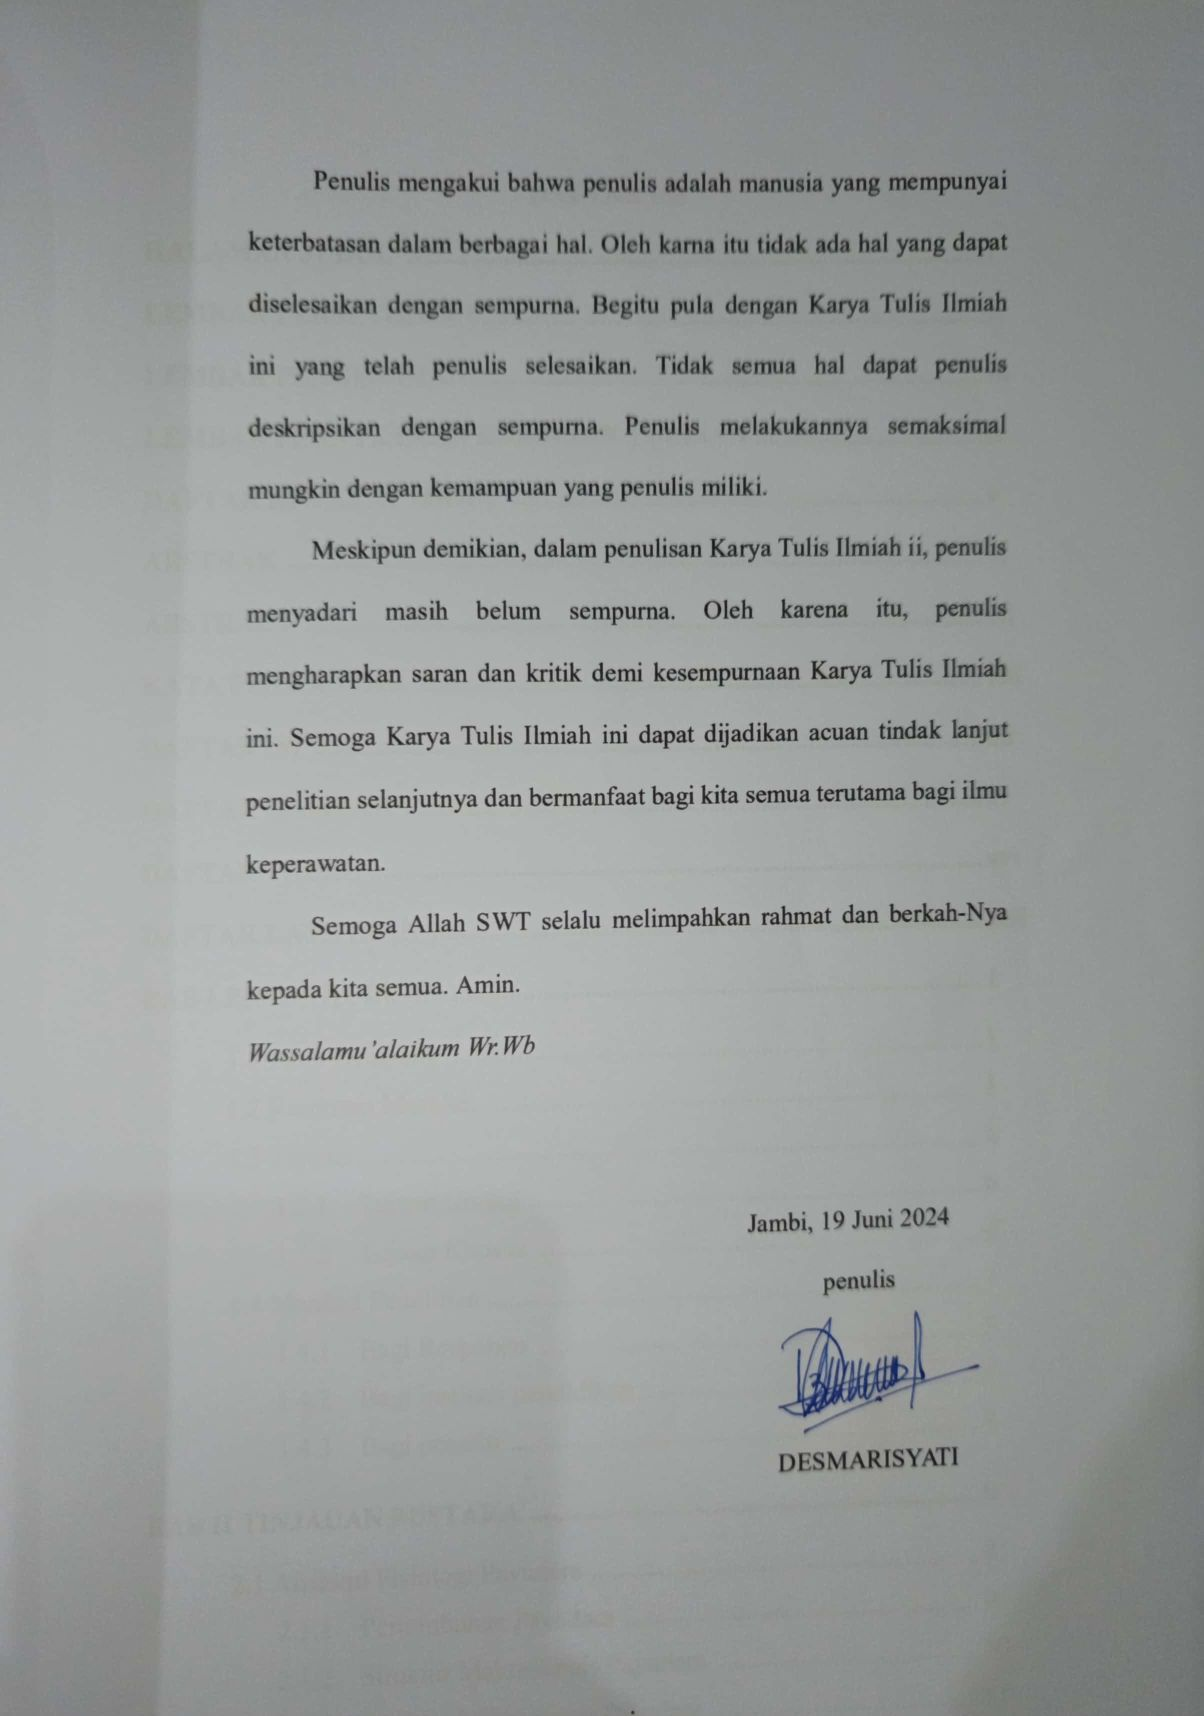 Penulis mengakui bahwa penulis adalah manusia yang mempunyai
keterbatasan dalam berbagai hal. Oleh karna itu tidak ada hal yang dapat
diselesaikan dengan sempurna. Begitu pula dengan Karya Tulis Ilmiah
ini yang telah penulis selesaikan. Tidak semua hal dapat penulis
deskripsikan dengan sempurna. Penulis melakukannya semaksimal
mungkin dengan kemampuan yang penulis miliki.
Meskipun demikian, dalam penulisan Karya Tulis Ilmiah ii, penulis
menyadari masih belum sempurna. Oleh karena itu, penulis
mengharapkan saran dan kritik demi kesempurnaan Karya Tulis Ilmiah
ini. Semoga Karya Tulis Ilmiah ini dapat dijadikan acuan tindak lanjut
penelitian selanjutnya dan bermanfaat bagi kita semua terutama bagi ilmu
keperawatan.
Semoga Allah SWT selalu melimpahkan rahmat dan berkah-Nya
kepada kita semua. Amin.
Wassalamu'alaikum Wr.Wb
Jambi, 19 Juni 2024
penulis
DESMARISYATI